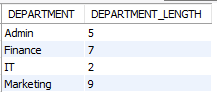 DEPARTMENT DEPARTMENT_LENGTH
Admin 5
Finance 7
IT 2
Marketing 9